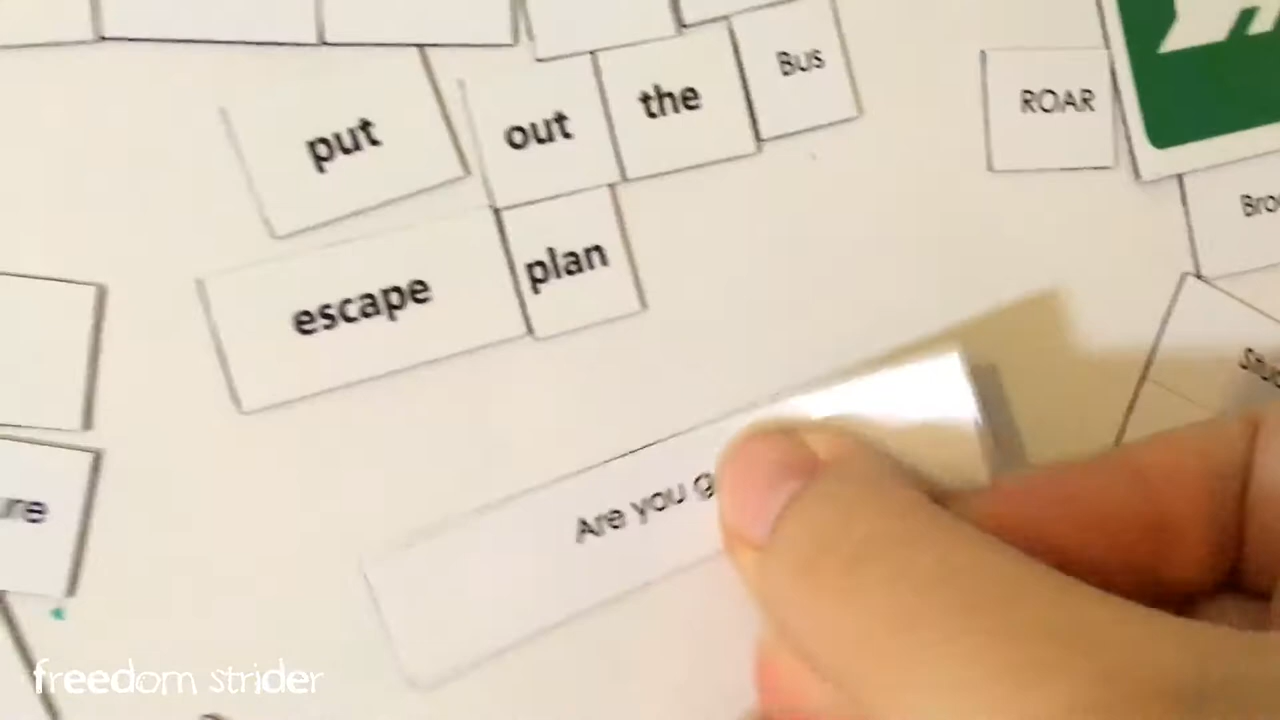 put out the Bus
ROAR
escape plan
Are you
freedom strider